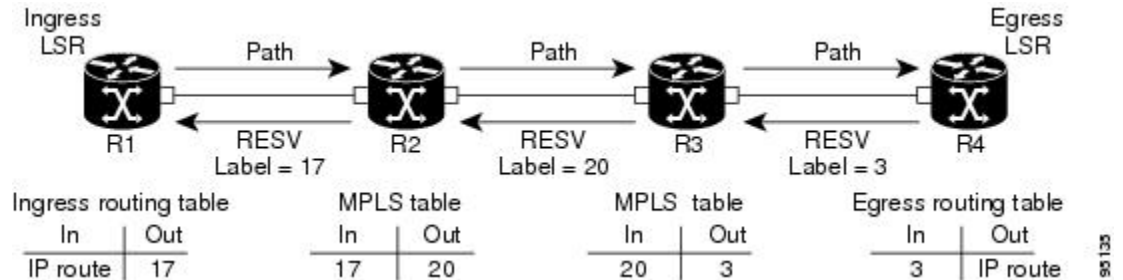 Ingress
LSR
Egress
LSR
Path
Path
Path
R1
RESV
Label = 17
R2
RESV
Label = 20
R3
RESV
Label = 3
R4
Ingress routing table
In
Out
IP route
17
MPLS table
In
Out
17
20
MPLS table
In
Out
20
3
Egress routing table
In
Out
3
IP route
95135